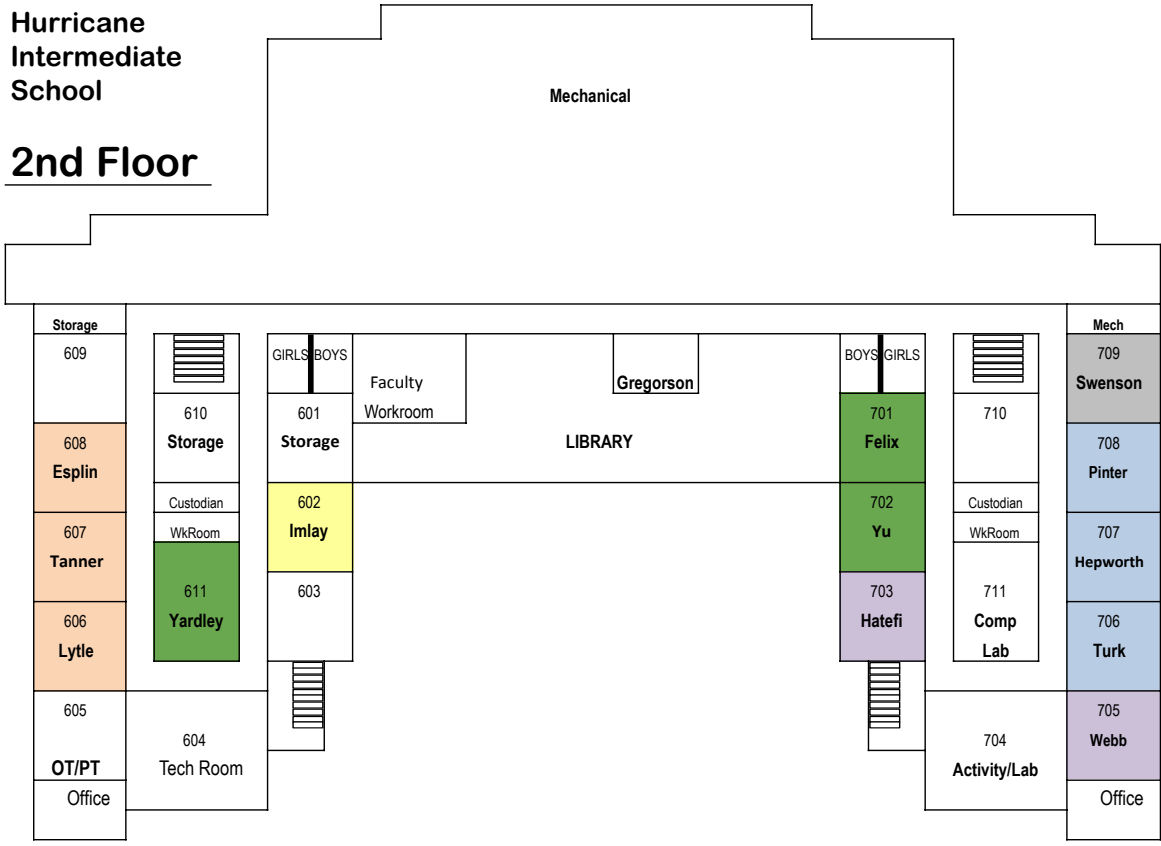 Hurricane
Intermediate
School
2nd Floor
Mechanical
Storage
609
608
Esplin
607
Tanner
606
Lytle
605
OT/PT
Office
610
Storage
Custodian
WkRoom
611
Yardley
604
Tech Room
GIRLS BOYS
601
Storage
602
Imlay
603
Faculty
Workroom
Gregorson
LIBRARY
BOYS GIRLS
701
Felix
702
Yu
703
Hatefi
710
Custodian
WkRoom
711
Comp
Lab
704
Activity/Lab
Mech
709
Swenson
708
Pinter
707
Hepworth
706
Turk
705
Webb
Office